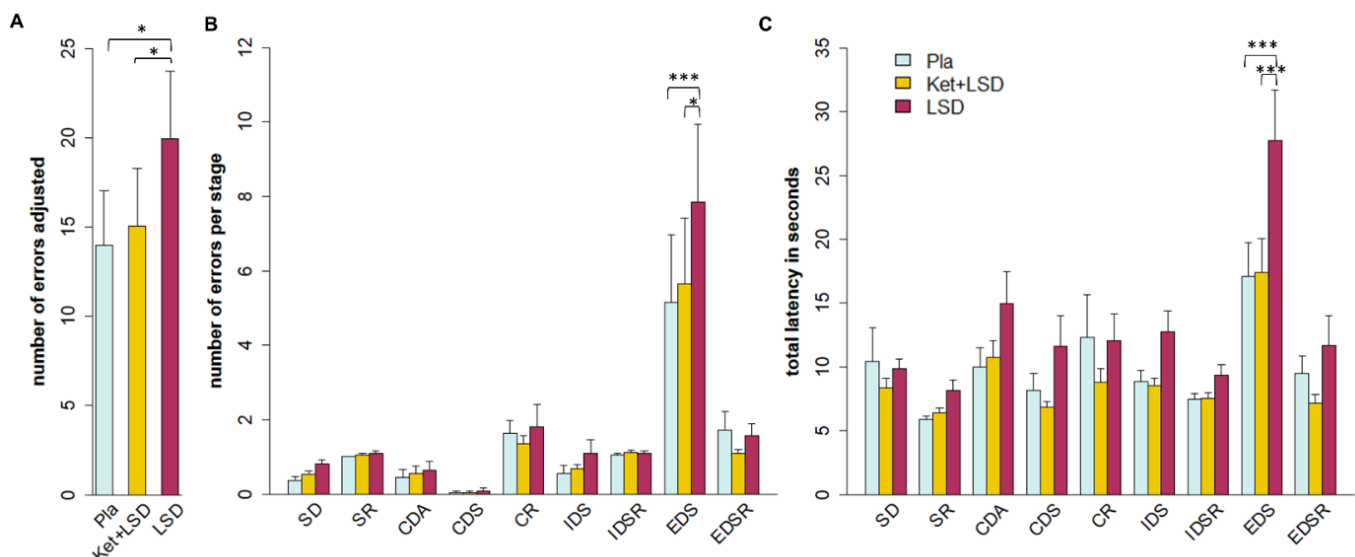 A
number of errors adjusted
25
20
15
10
5
0
*
*
Pla
Ket+LSD
LSD
B
number of errors per stage
12
10
8
6
4
2
0
***
*
SD
SR
CDA
CDS
CR
IDS
IDSR
EDS
EDSR
C
total latency in seconds
35
30
25
20
15
10
5
0
Pla
Ket+LSD
LSD
***
***
SD
SR
CDA
CDS
CR
IDS
IDSR
EDS
EDSR